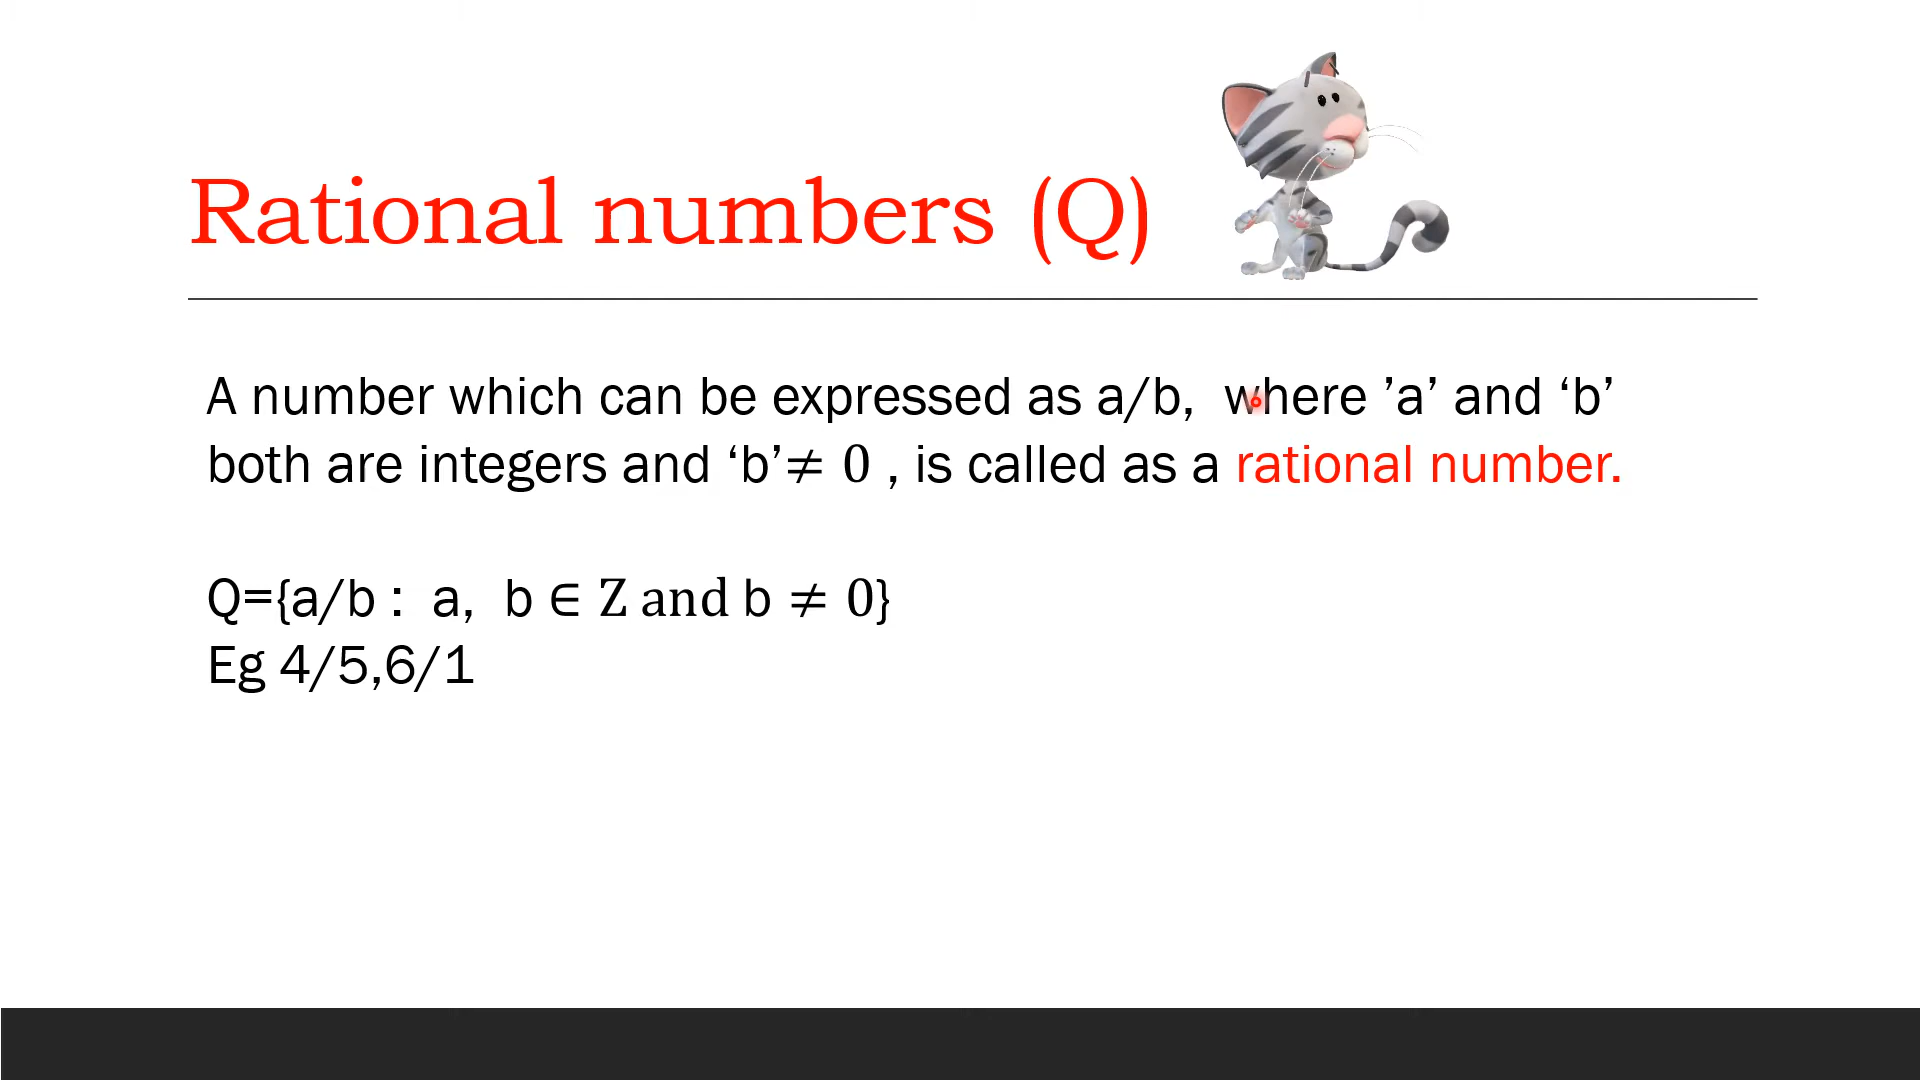 Rational numbers (Q)
A number which can be expressed as a/b, where ’a’ and ‘b’
both are integers and ‘b’≠ 0 , is called as a rational number.
Q={a/b : a, b ∈ Z and b ≠ 0}
Eg 4/5,6/1